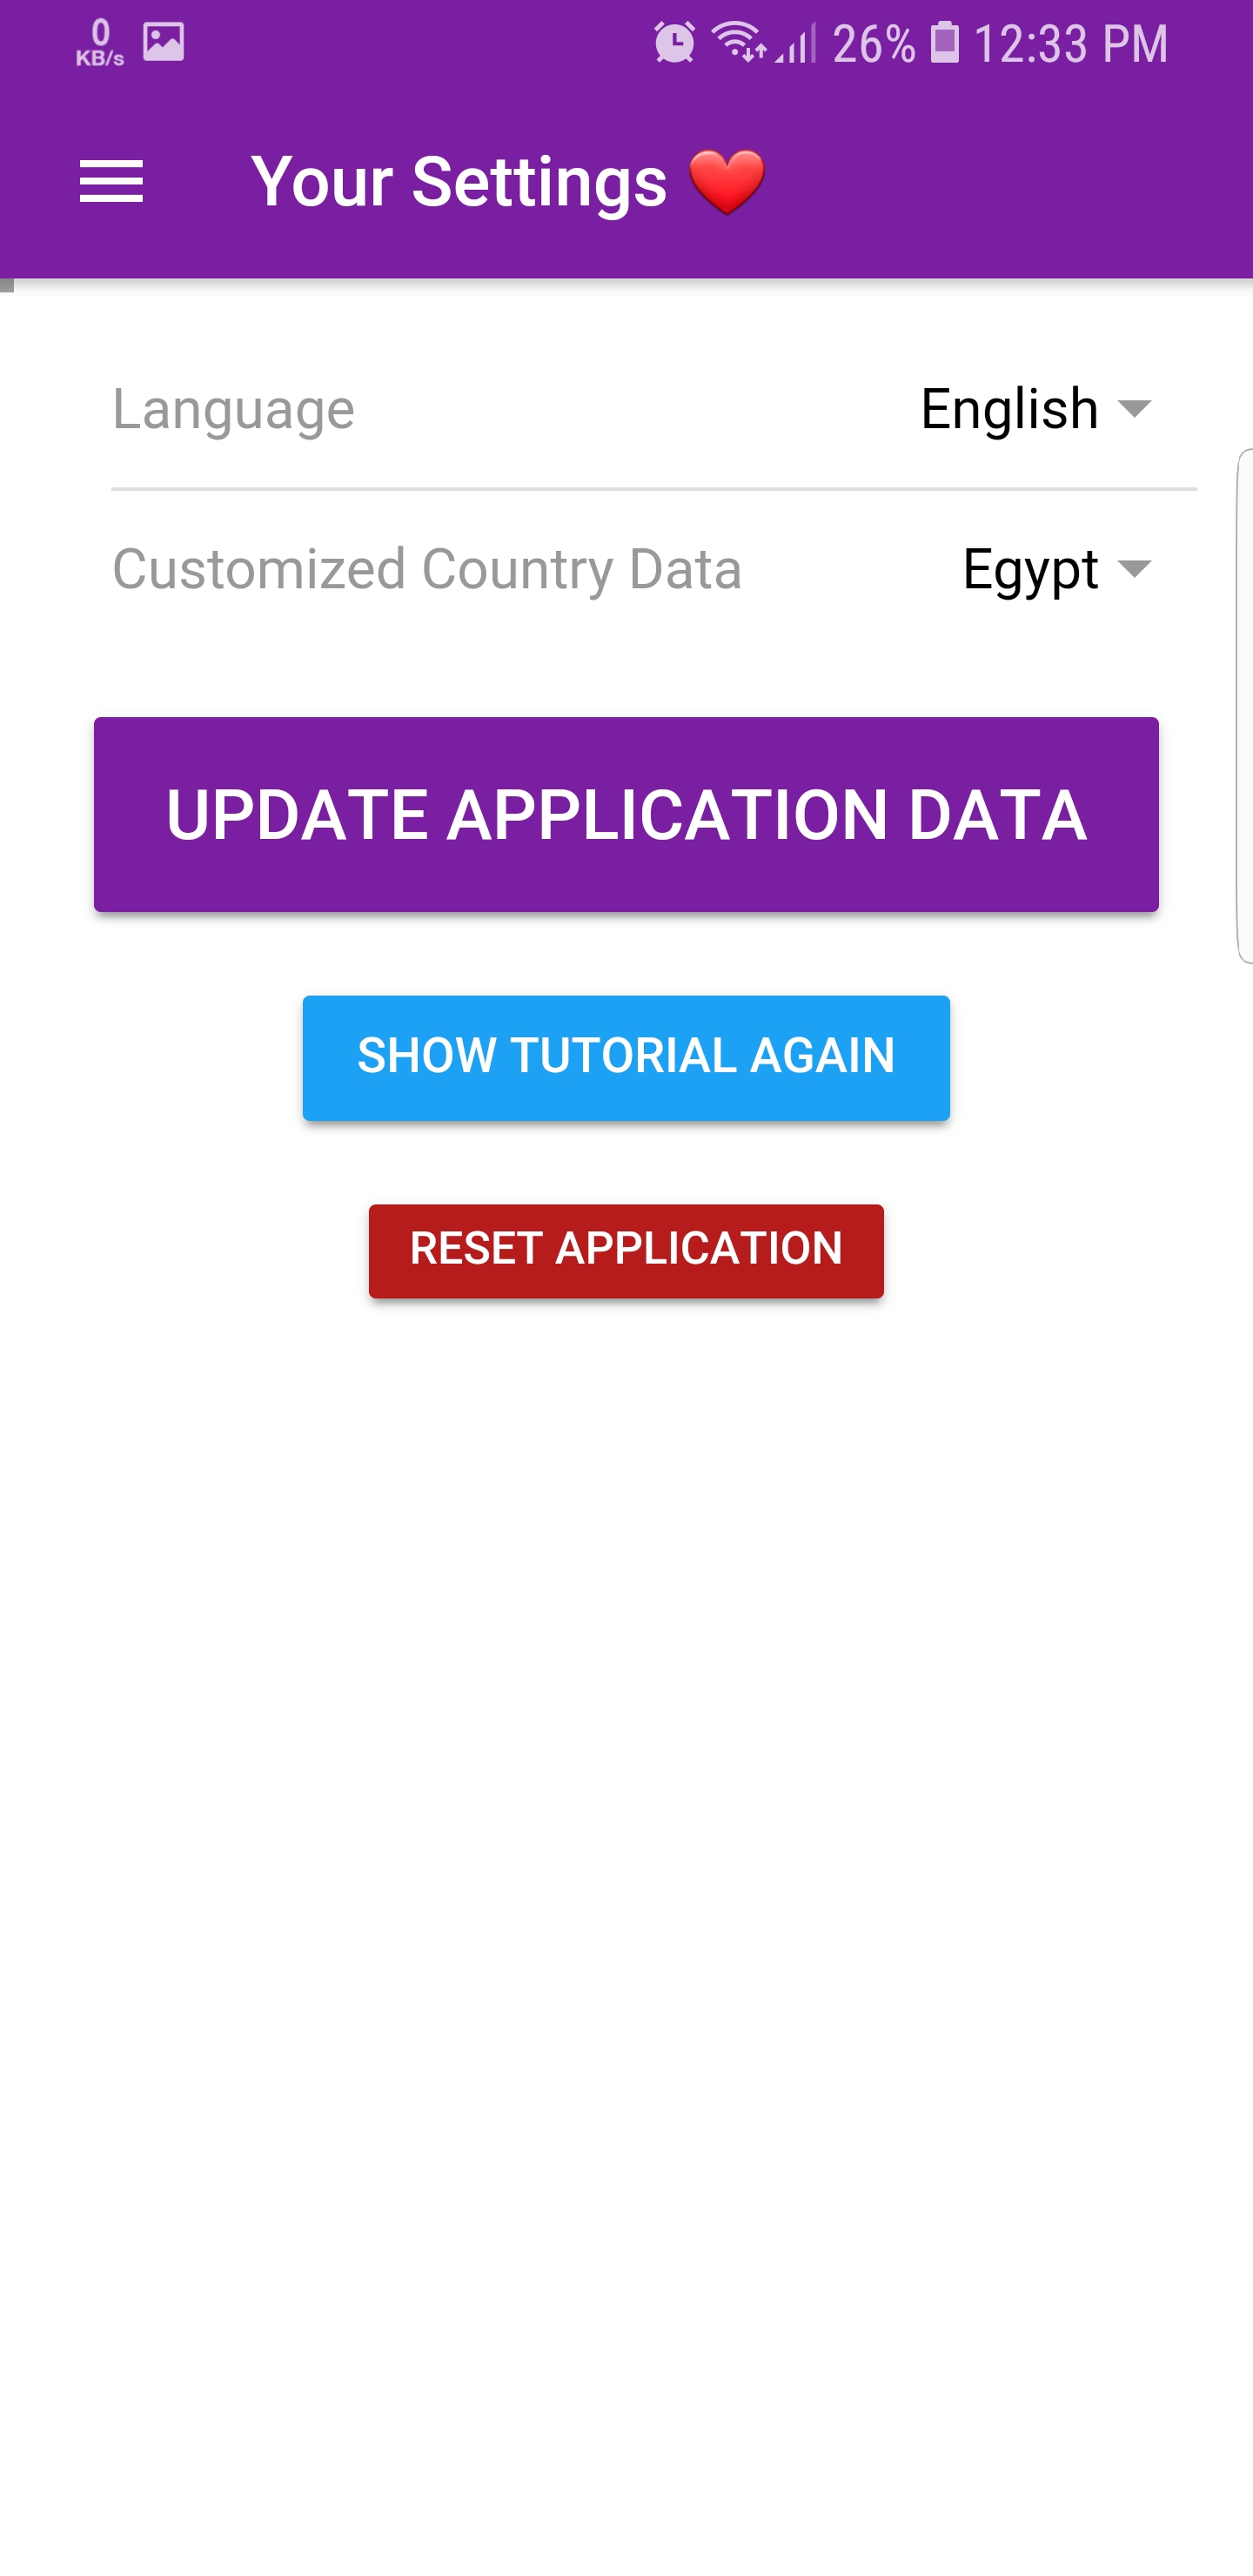 0
KB/s
26% 12:33 PM
Your Settings ❤️
Language English
Customized Country Data Egypt
UPDATE APPLICATION DATA
SHOW TUTORIAL AGAIN
RESET APPLICATION